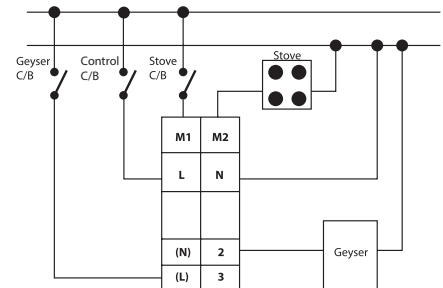 Geyser C/B
Control C/B
Stove C/B
Stove
M1 M2
L N
(N) 2
Geyser
(L) 3